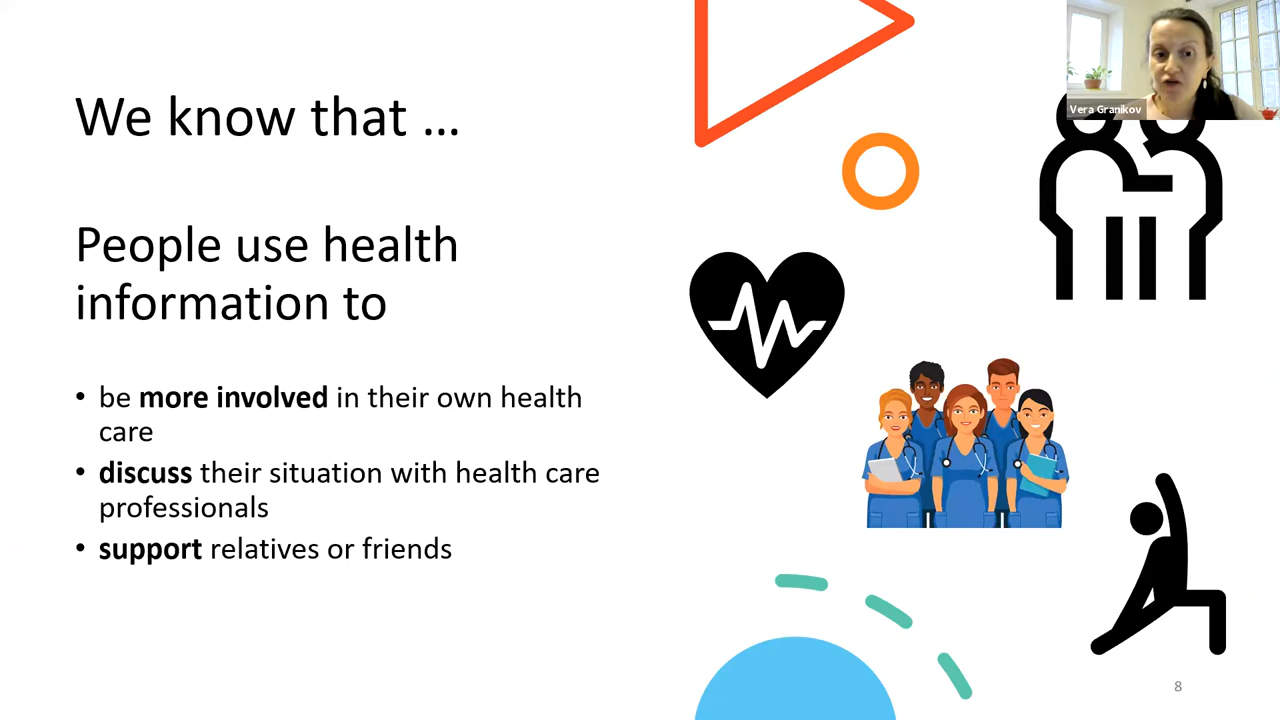 We know that …
People use health
information to
• be more involved in their own health
care
• discuss their situation with health care
professionals
• support relatives or friends
Vera Granikov
8